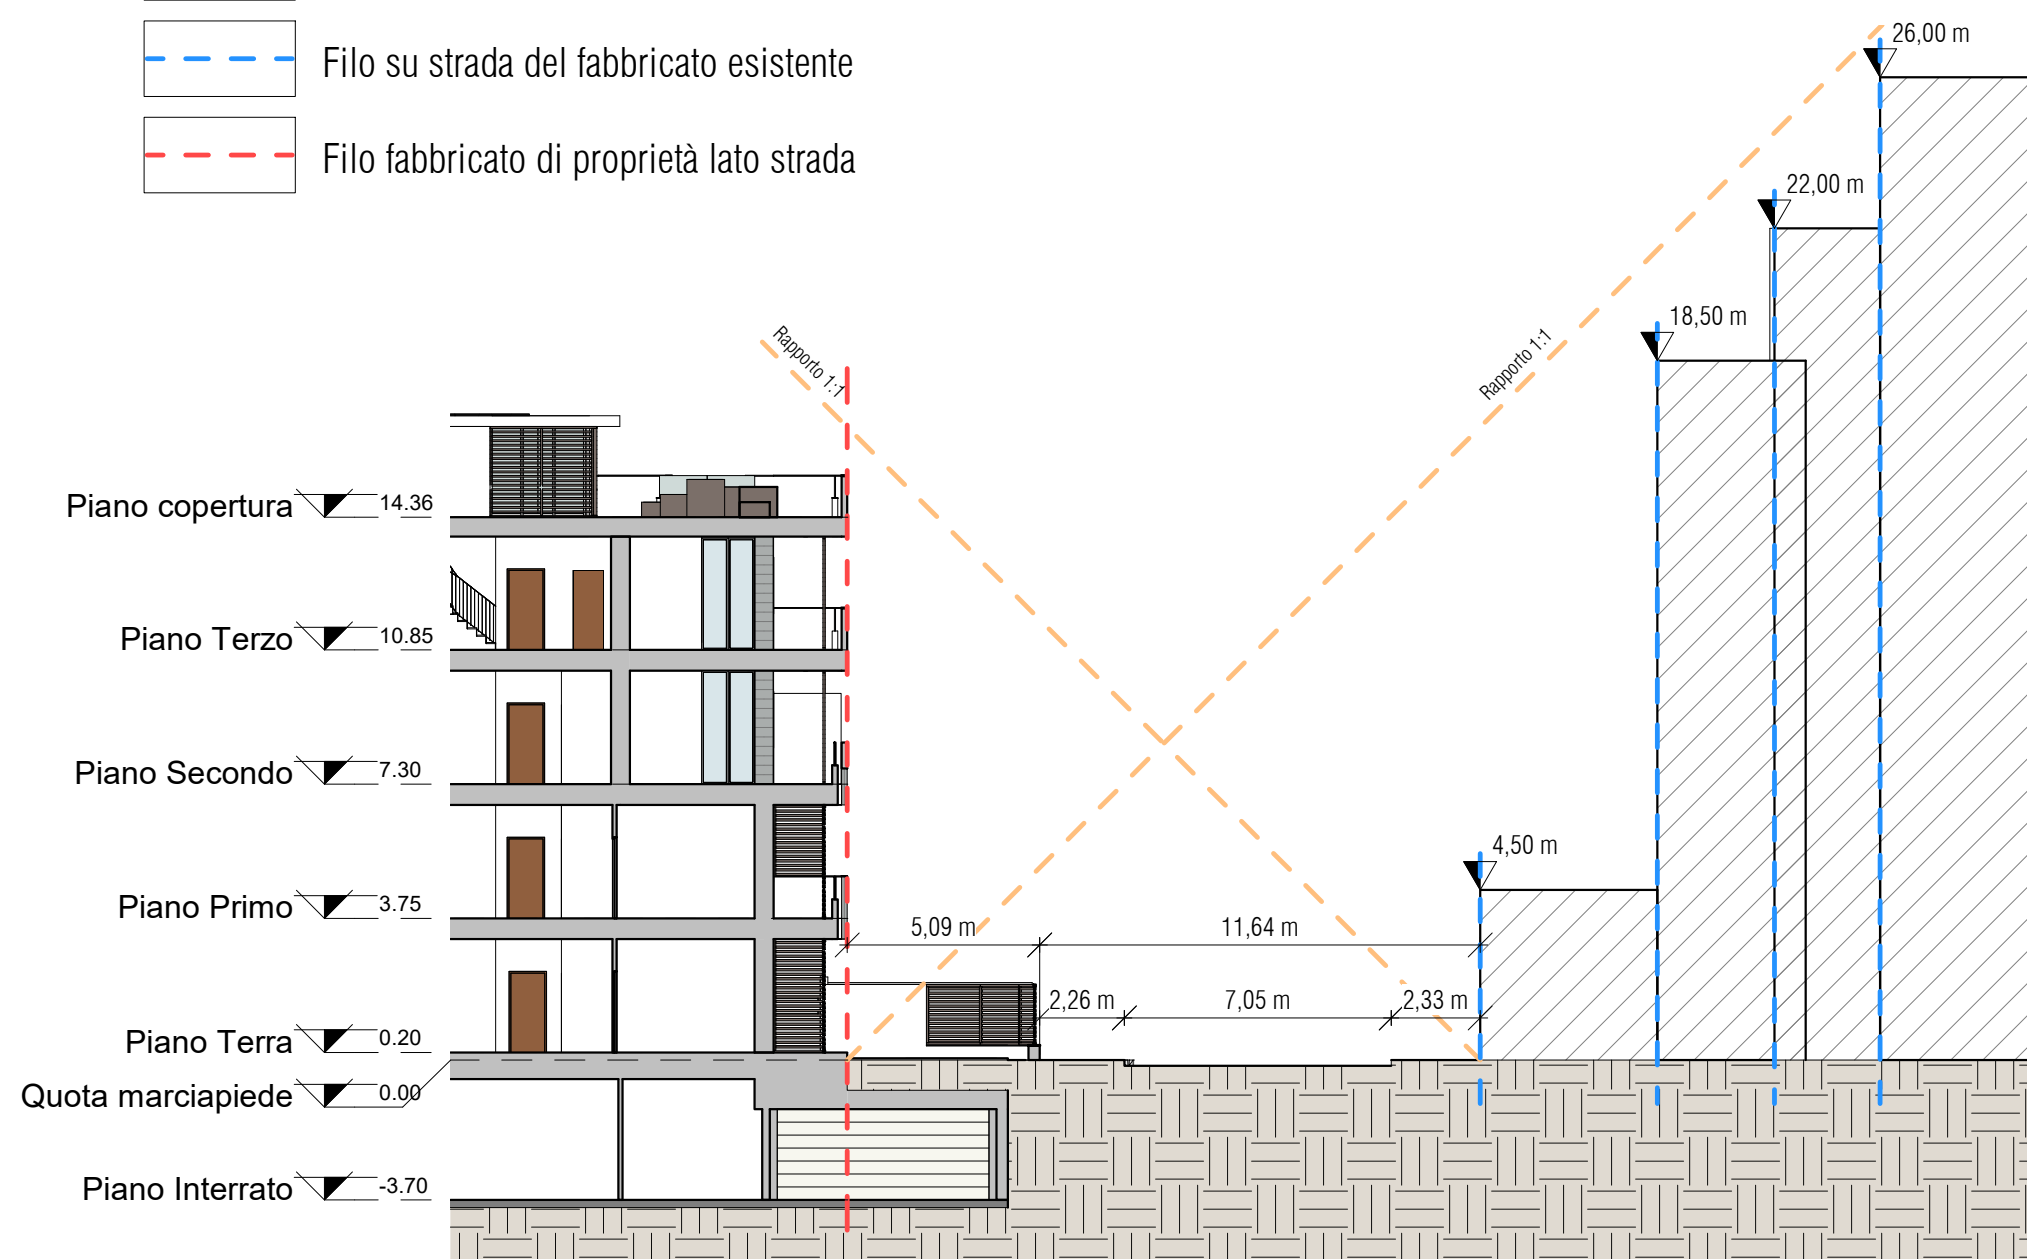 Filo su strada del fabbricato esistente
Filo fabbricato di proprietà lato strada
26,00 m
22,00 m
18,50 m
Rapporto 1:1
Rapporto 1:1
Piano copertura 14.36
Piano Terzo 10.85
Piano Secondo 7.30
4,50 m
Piano Primo 3.75
5,09 m 11,64 m
2,26 m 7,05 m 2,33 m
Piano Terra 0.20
Quota marciapiede 0.00
Piano Interrato -3.70